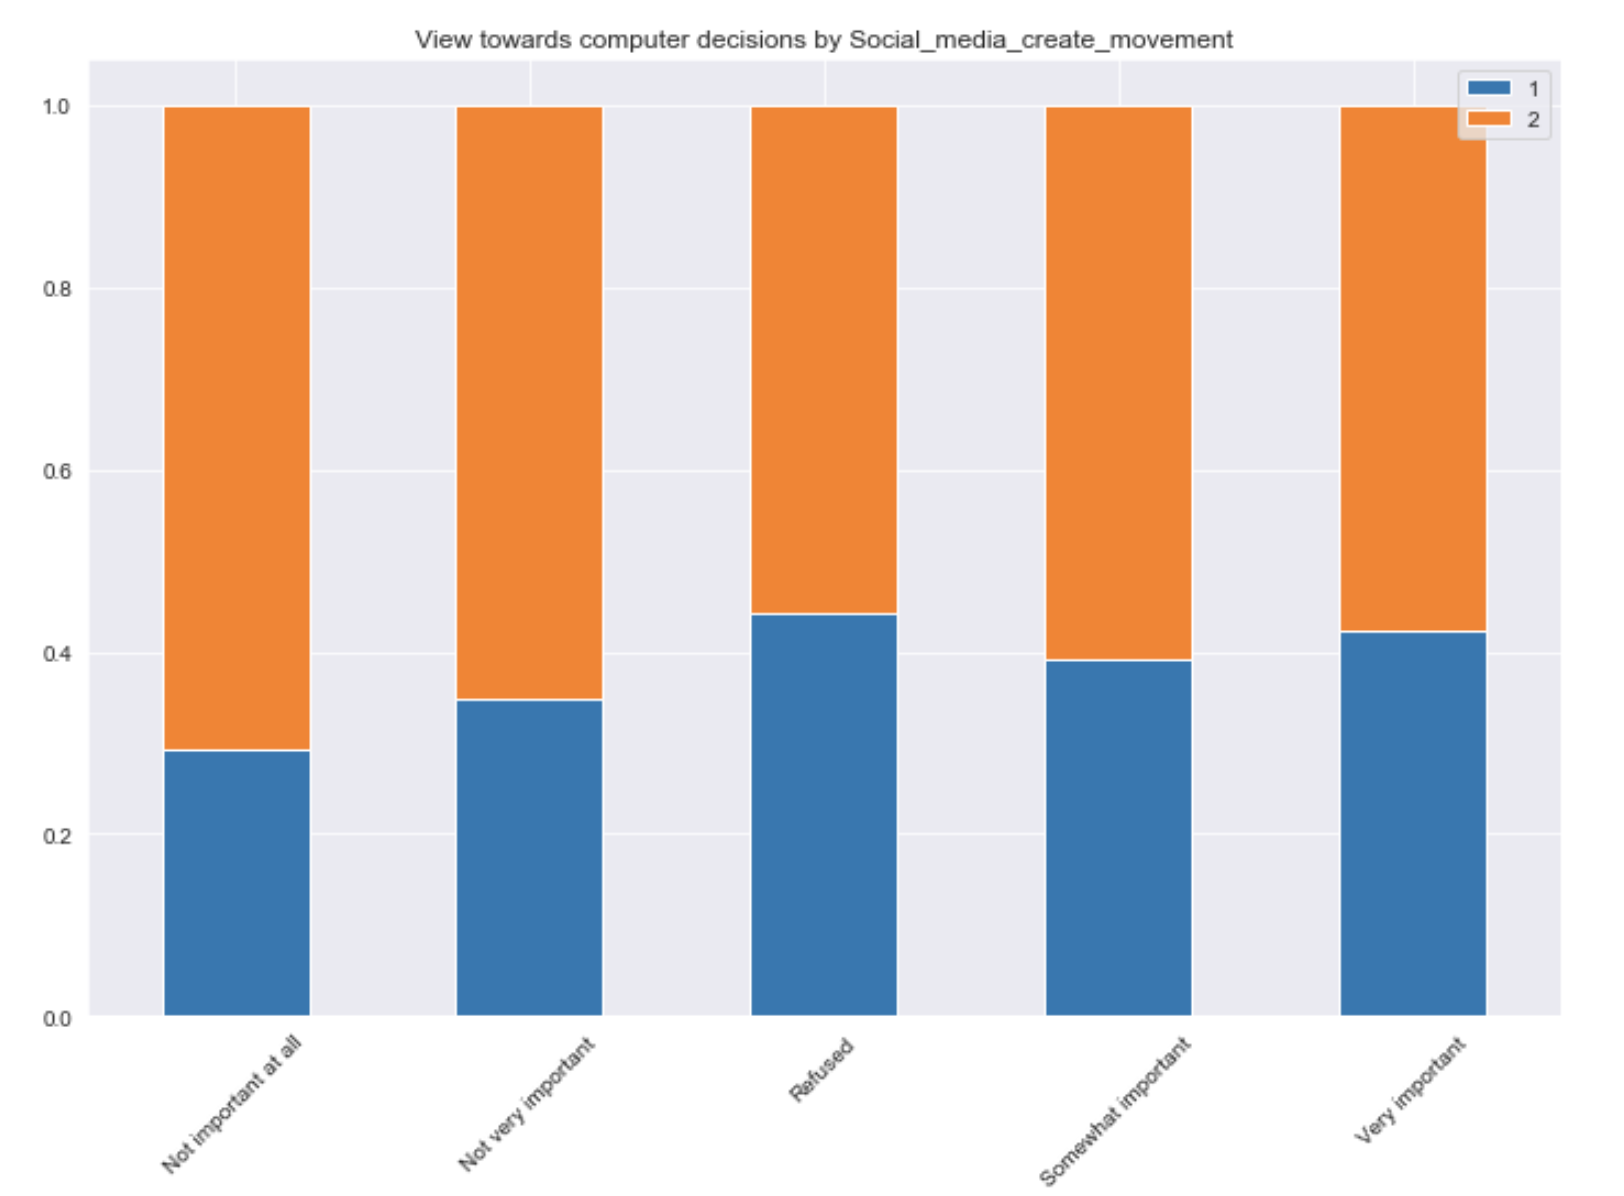 View towards computer decisions by Social_media_create_movement
1
2
1.0
0.8
0.6
0.4
0.2
0.0
Not important at all
Not very important
Refused
Somewhat important
Very important